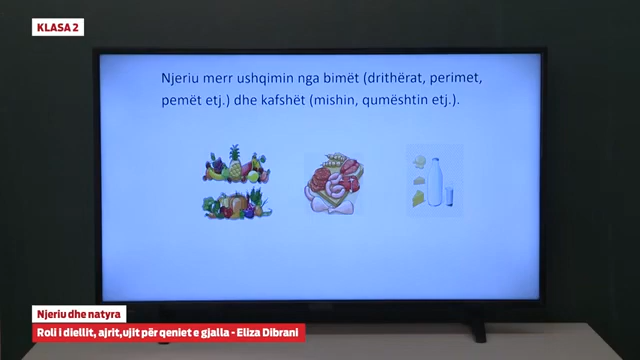 KLASA 2
Njeriu merr ushqimin nga bimët (drithërat, perimet,
pemët etj.) dhe kafshët (mishin, qumështin etj.).
Njeriu dhe natyra
Roli I diellit, ajrit,ujit për qeniet e gjalla - Eliza Dibrani